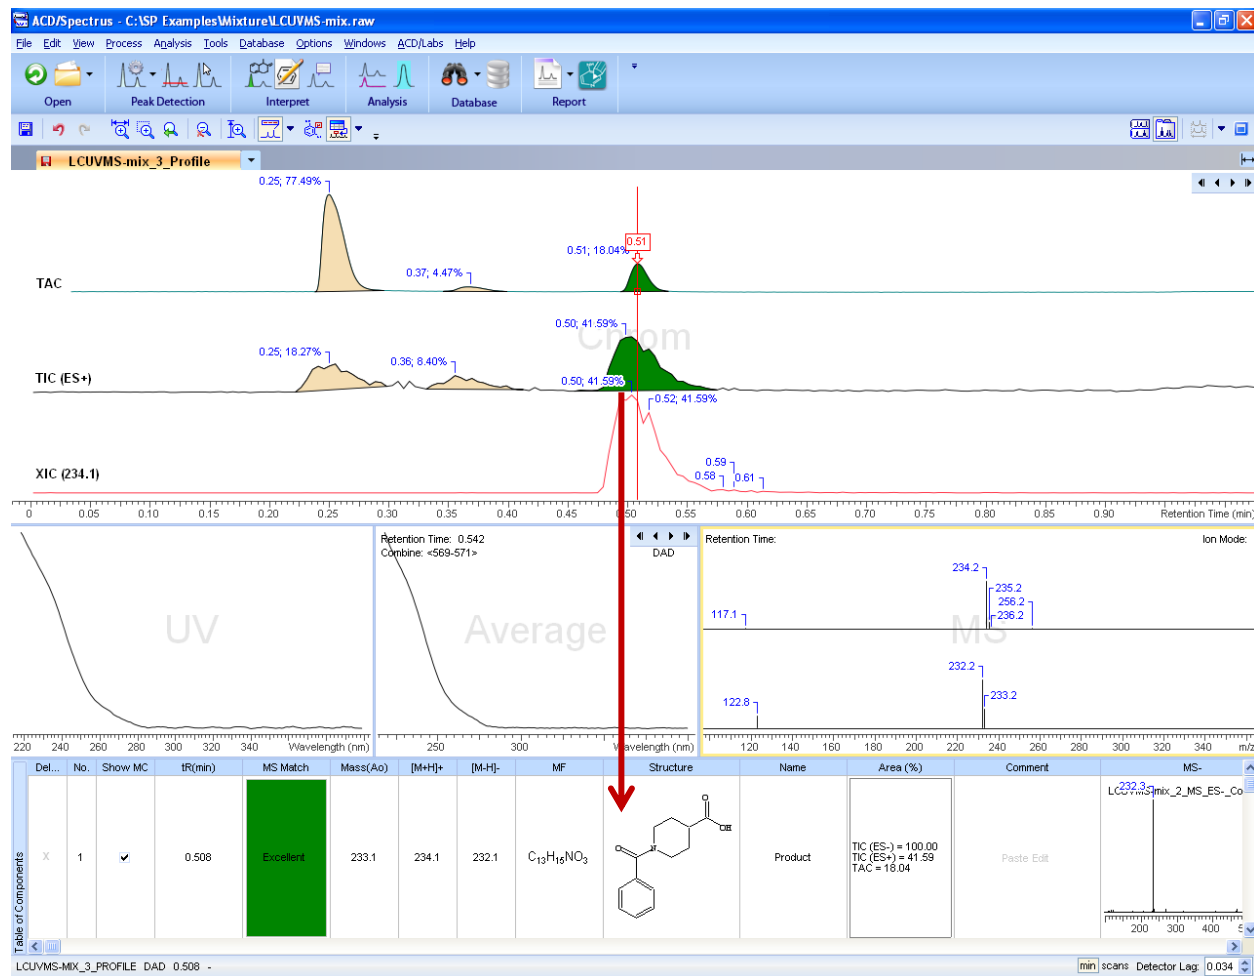 ACD/Spectrus - C:\SP Examples\Mixture\LCUVMS-mix.raw
File Edit View Process Analysis Tools Database Options Windows ACD/Labs Help
Open Peak Detection Interpret Analysis Database Report
LCUVMS-mix_3_Profile
0.25; 77.49%
0.51
0.51; 18.04%
0.37; 4.47%
TAC
Chrom
0.50; 41.59%
0.25; 18.27%
0.36; 8.40%
TIC (ES+)
0.50; 41.59%
0.52; 41.59%
XIC (234.1)
0.59
0.58
0.61
0 0.05 0.10 0.15 0.20 0.25 0.30 0.35 0.40 0.45 0.50 0.55 0.60 0.65 0.70 0.75 0.80 0.85 0.90 Retention Time (min)
UV
220 240 260 280 300 320 340 Wavelength (nm)
Retention Time: 0.542
Combine: <569-571>
DAD
Average
250 300 Wavelength (nm)
Retention Time: Ion Mode:
MS
234.2
235.2
256.2
236.2
117.1
232.2
233.2
122.8
120 140 160 180 200 220 240 260 280 300 320 340 m/z
Table of Components
Del... No. Show MC tR(min) MS Match Mass(Ao) [M+H]+ [M-H]- MF Structure Name Area (%) Comment MS-
X 1 0.508 Excellent 233.1 234.1 232.1 C13H15NO3 Product
O
OH
N
O
TIC (ES-) = 100.00
TIC (ES+) = 41.59
TAC = 18.04
Paste Edit
232.3
200 300 400
LCUVMS-MIX_3_PROFILE DAD 0.508 -
min scans Detector Lag: 0.034